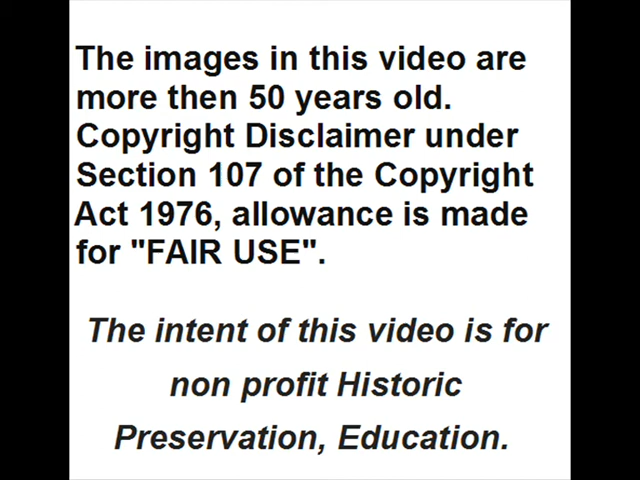 The images in this video are
more then 50 years old.
Copyright Disclaimer under
Section 107 of the Copyright
Act 1976, allowance is made
for "FAIR USE".
The intent of this video is for
non profit Historic
Preservation, Education.